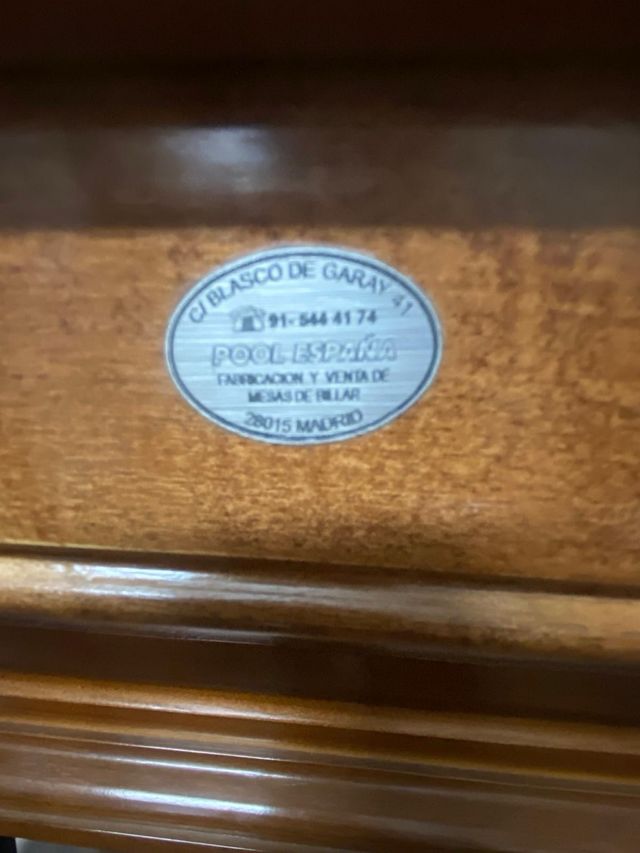 C/ BLASCO DE GARAY 41
91- 544 41 74
POOL ESPAÑA
FABRICACION Y VENTA DE
MESAS DE BILLAR
28015 MADRID